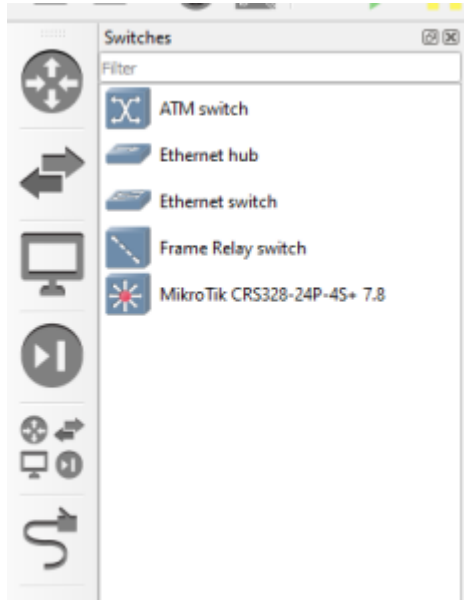 Switches
Filter
ATM switch
Ethernet hub
Ethernet switch
Frame Relay switch
MikroTik CRS328-24P-4S+ 7.8